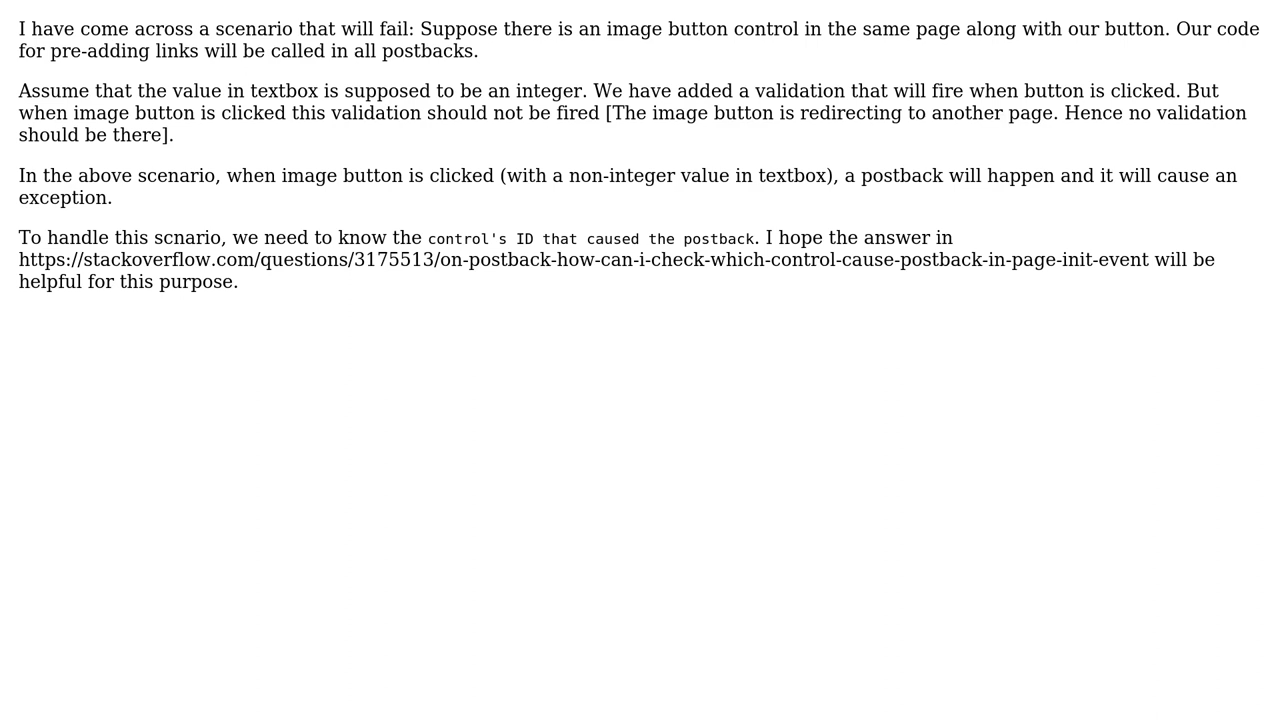 I have come across a scenario that will fail: Suppose there is an image button control in the same page along with our button. Our code
for pre-adding links will be called in all postbacks.
Assume that the value in textbox is supposed to be an integer. We have added a validation that will fire when button is clicked. But
when image button is clicked this validation should not be fired [The image button is redirecting to another page. Hence no validation
should be there].
In the above scenario, when image button is clicked (with a non-integer value in textbox), a postback will happen and it will cause an
exception.
To handle this scnario, we need to know the control's ID that caused the postback. I hope the answer in
https://stackoverflow.com/questions/3175513/on-postback-how-can-i-check-which-control-cause-postback-in-page-init-event will be
helpful for this purpose.